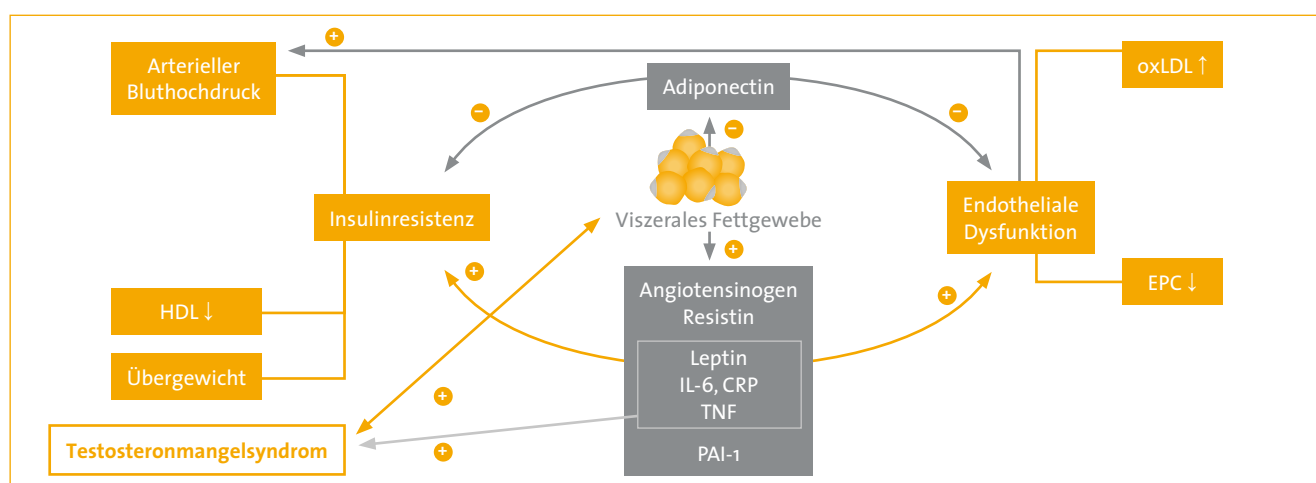 +
Arterieller
Bluthochdruck
Adiponectin
oxLDL ↑
−
−
−
Insulinresistenz
Viszerales Fettgewebe
Endotheliale
Dysfunktion
+
+
+
Angiotensinogen
Resistin
EPC ↓
HDL ↓
Leptin
IL-6, CRP
TNF
Übergewicht
+
Testosteronmangelsyndrom
+
PAI-1